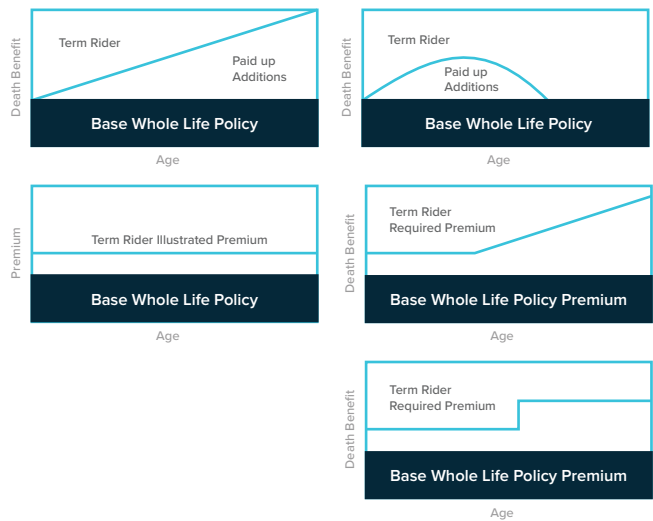 Death Benefit
Term Rider
Paid up
Additions
Base Whole Life Policy
Age
Death Benefit
Term Rider
Paid up
Additions
Base Whole Life Policy
Age
Premium
Term Rider Illustrated Premium
Base Whole Life Policy
Age
Death Benefit
Term Rider
Required Premium
Base Whole Life Policy Premium
Age
Death Benefit
Term Rider
Required Premium
Base Whole Life Policy Premium
Age